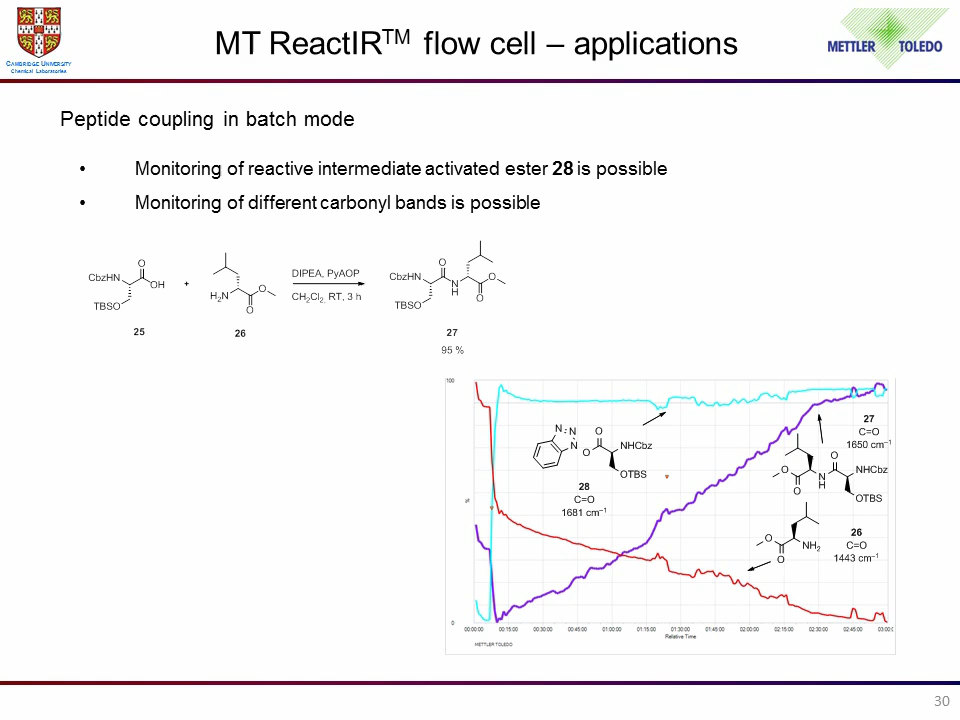 CAMBRIDGE UNIVERSITY
Chemical Laboratories
MT ReactIR™ flow cell – applications
METTLER TOLEDO
Peptide coupling in batch mode
• Monitoring of reactive intermediate activated ester 28 is possible
• Monitoring of different carbonyl bands is possible
CbzHN
O
OH
TBSO
25
+
H2N
O
O
26
DIPEA, PyAOP
CH2Cl2, RT, 3 h
CbzHN
O
N
H
O
O
TBSO
27
95 %
100
%
0
N
N
N
O
O
NHCbz
OTBS
28
C=O
1681 cm–1
27
C=O
1650 cm–1
O
O
N
H
O
NHCbz
OTBS
O
O
NH2
26
C=O
1443 cm–1
00:00:00 00:15:00 00:30:00 00:45:00 01:00:00 01:15:00 01:30:00 01:45:00 02:00:00 02:15:00 02:30:00 02:45:00 03:00:0
Relative Time
METTLER TOLEDO
30